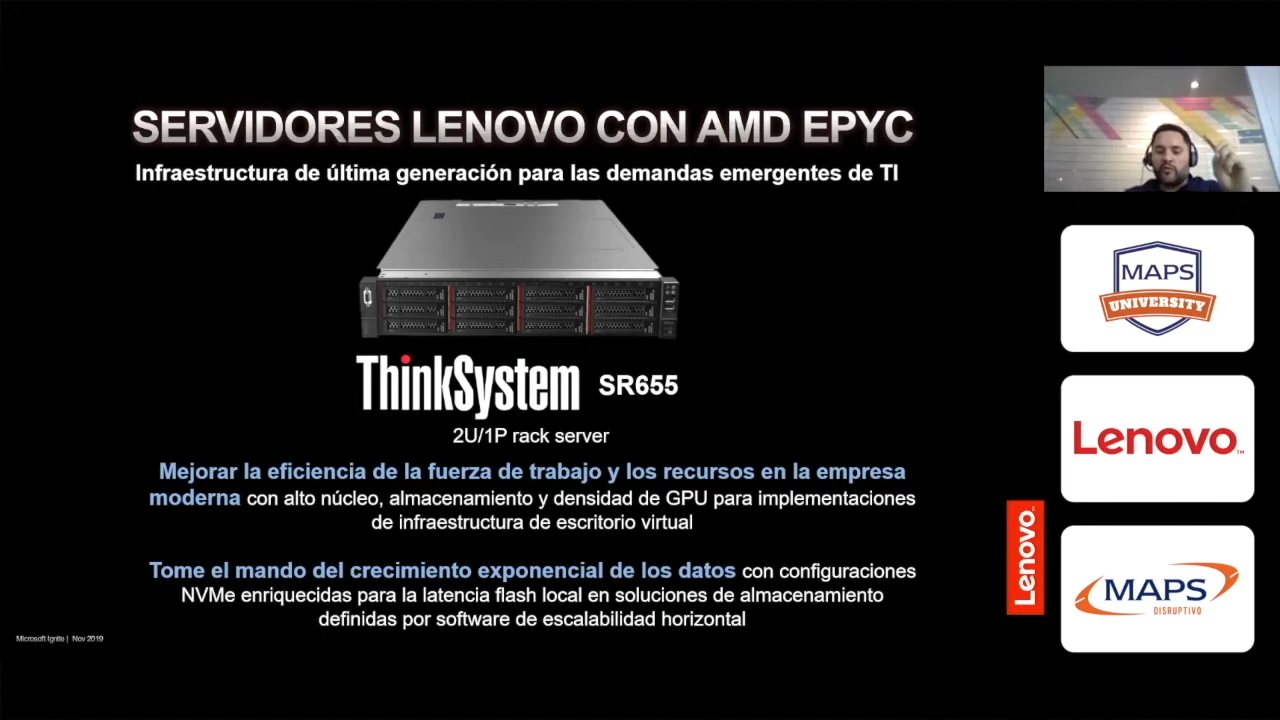 SERVIDORES LENOVO CON AMD EPYC
Infraestructura de última generación para las demandas emergentes de TI
ThinkSystem SR655
2U/1P rack server
Mejorar la eficiencia de la fuerza de trabajo y los recursos en la empresa
moderna con alto núcleo, almacenamiento y densidad de GPU para implementaciones
de infraestructura de escritorio virtual
Tome el mando del crecimiento exponencial de los datos con configuraciones
NVMe enriquecidas para la latencia flash local en soluciones de almacenamiento
definidas por software de escalabilidad horizontal
Microsoft Ignite | Nov 2019
Lenovo
MAPS
UNIVERSITY
Lenovo™
MAPS
DISRUPTIVO